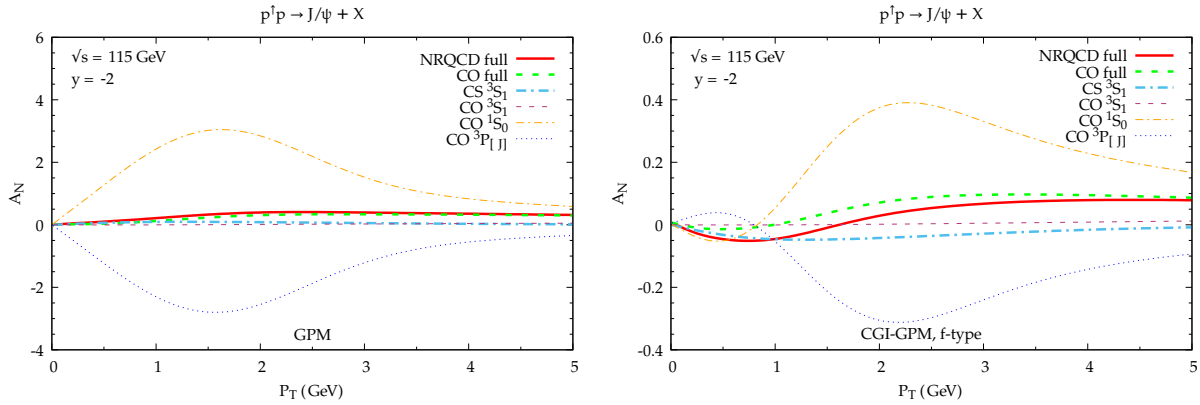 p↑p → J/ψ + X
6
4
2
0
-2
-4
A_N
√s = 115 GeV
y = -2
NRQCD full
CO full
CS ³S₁
CO ³S₁
CO ¹S₀
CO ³P[ J]
GPM
0 1 2 3 4 5
P_T (GeV)
p↑p → J/ψ + X
0.6
0.4
0.2
0
-0.2
-0.4
A_N
√s = 115 GeV
y = -2
NRQCD full
CO full
CS ³S₁
CO ³S₁
CO ¹S₀
CO ³P[ J]
CGI-GPM, f-type
0 1 2 3 4 5
P_T (GeV)